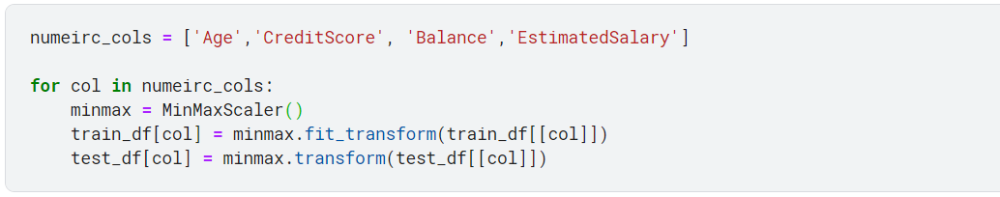 numeirc_cols = ['Age','CreditScore', 'Balance','EstimatedSalary']
for col in numeirc_cols:
    minmax = MinMaxScaler()
    train_df[col] = minmax.fit_transform(train_df[[col]])
    test_df[col] = minmax.transform(test_df[[col]])